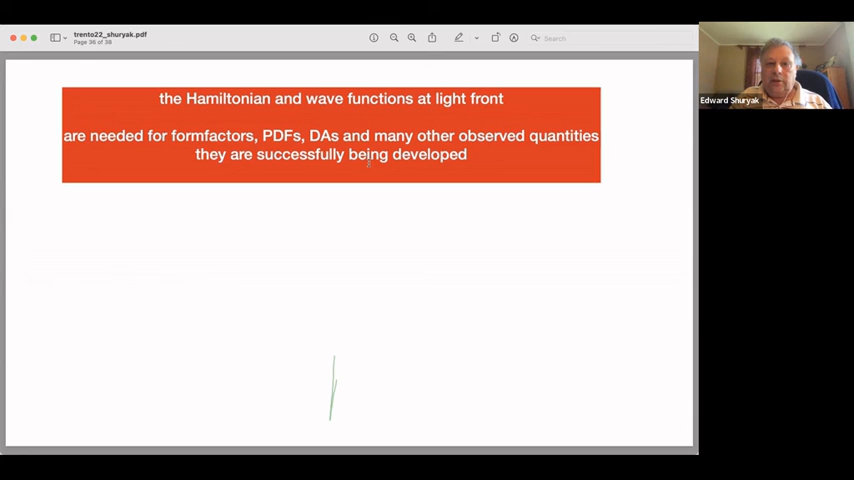 trento22_shuryak.pdf
Page 36 of 38
Search
the Hamiltonian and wave functions at light front
are needed for formfactors, PDFs, DAs and many other observed quantities
they are successfully being developed
Edward Shuryak